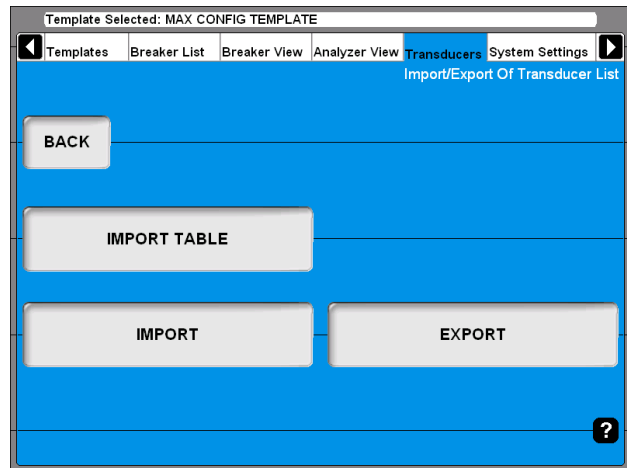 Template Selected: MAX CONFIG TEMPLATE
Templates Breaker List Breaker View Analyzer View Transducers System Settings
Import/Export Of Transducer List
BACK
IMPORT TABLE
IMPORT EXPORT
?